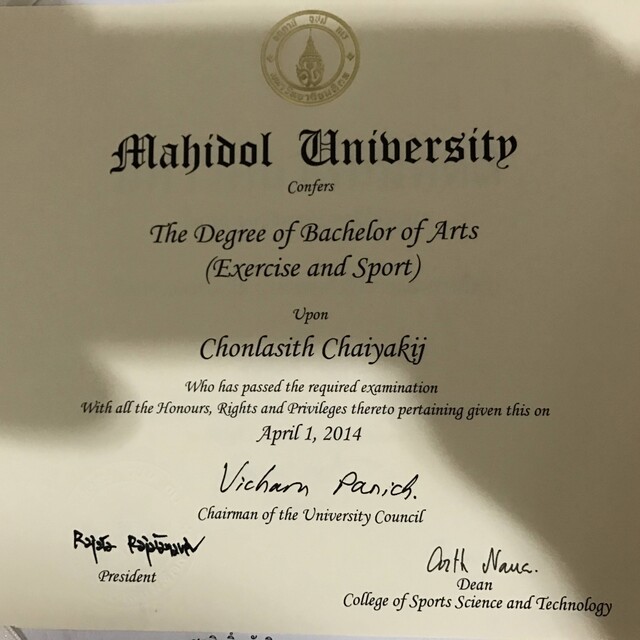 Mahidol University
Confers
The Degree of Bachelor of Arts
(Exercise and Sport)
Upon
Chonlasith Chaiyakij
Who has passed the required examination
With all the Honours, Rights and Privileges thereto pertaining given this on
April 1, 2014
Vicharn Panich.
Chairman of the University Council
President
Dean
College of Sports Science and Technology